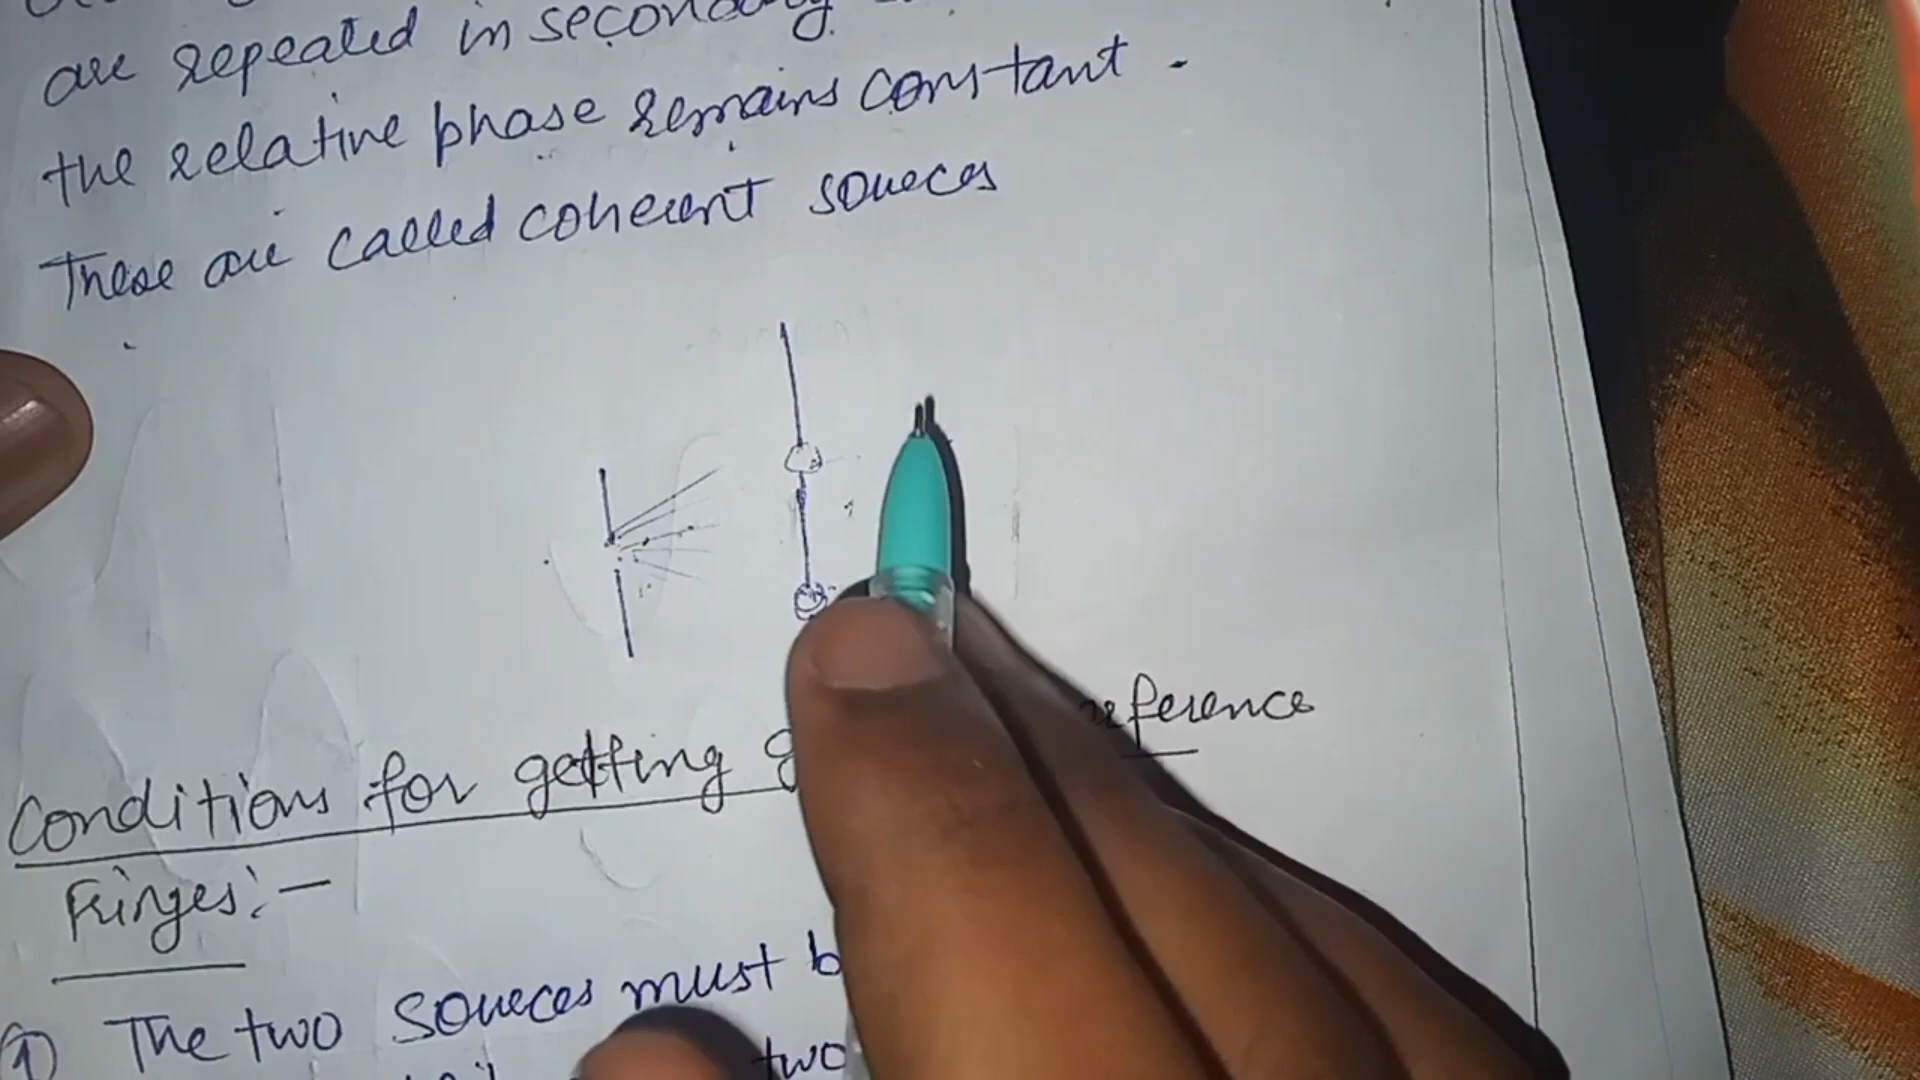 are repeated in secondary
the relative phase remains constant.
These are called coherent sources
Conditions for getting
Fringes:-
① The two sources must
two